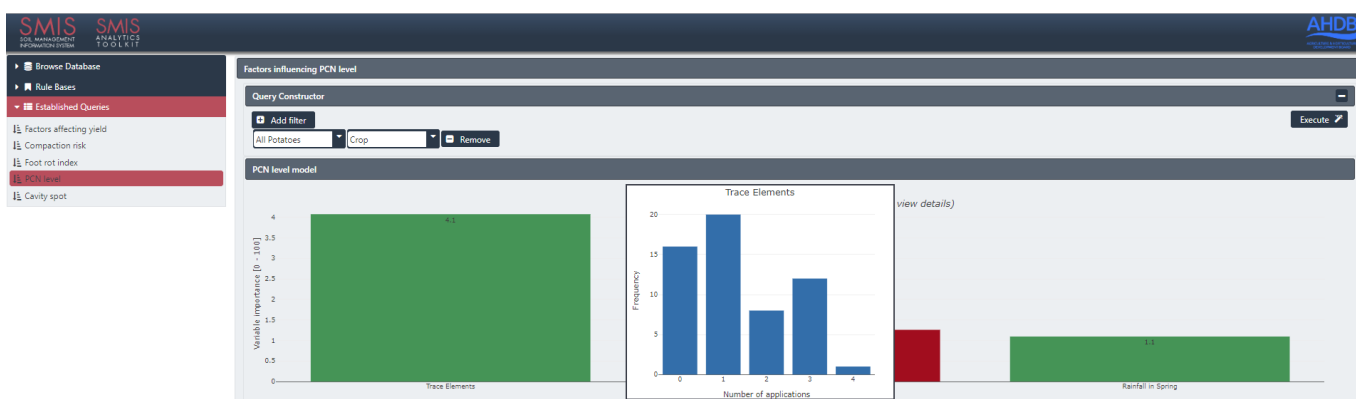 SMIS
SOIL MANAGEMENT
INFORMATION SYSTEM
SMIS
ANALYTICS
TOOLKIT
AHDB
Browse Database
Rule Bases
Established Queries
Factors affecting yield
Compaction risk
Foot rot index
PCN level
Cavity spot
Factors influencing PCN level
Query Constructor
Add filter
Execute
All Potatoes
Crop
Remove
PCN level model
view details)
Variable importance [0 - 100]
4
3.5
3
2.5
2
1.5
1
0.5
0
4.1
Trace Elements
Trace Elements
Frequency
20
15
10
5
0
0 1 2 3 4
Number of applications
1.1
Rainfall in Spring